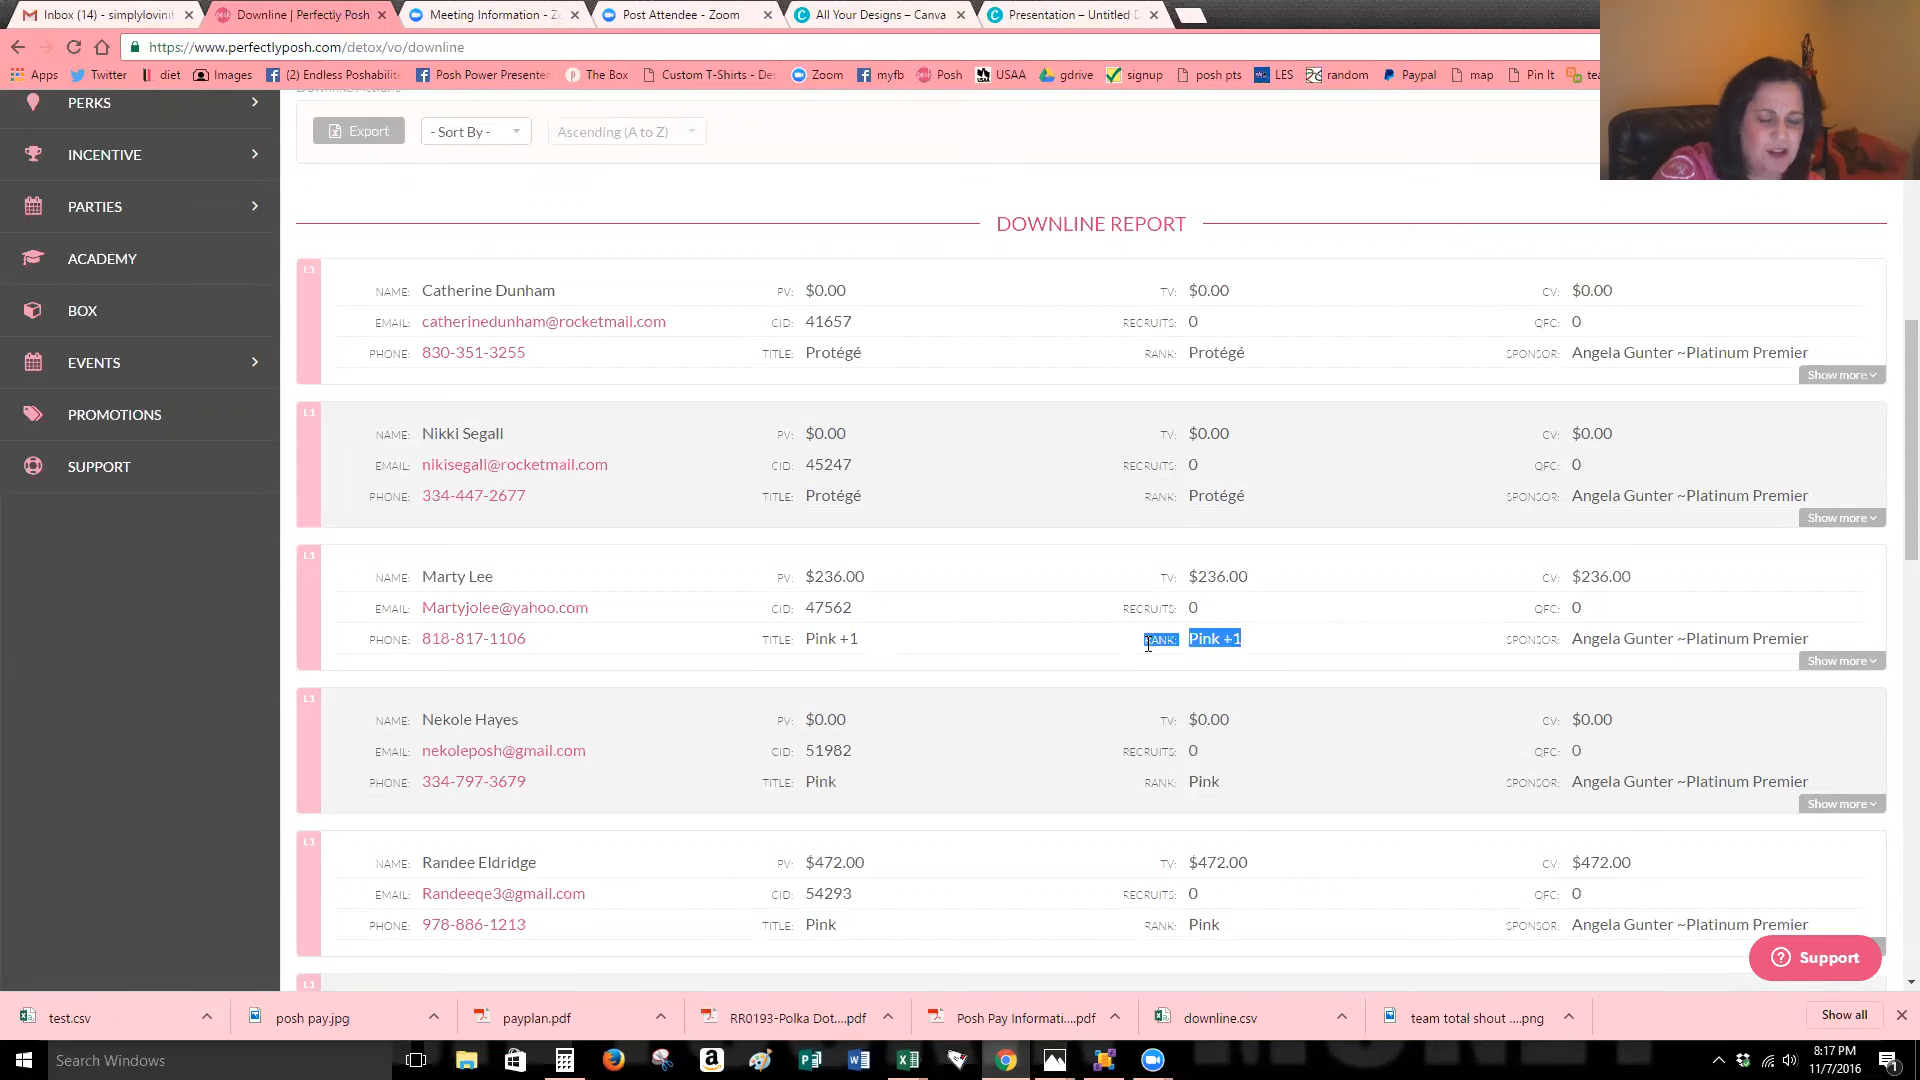 Inbox (14) - simplylovinit
Downline | Perfectly Posh
Meeting Information - Zo
Post Attendee - Zoom
All Your Designs – Canva
Presentation – Untitled D
https://www.perfectlyposh.com/detox/vo/downline
Apps
Twitter
diet
Images
(2) Endless Poshabilit
Posh Power Presenter
The Box
Custom T-Shirts - Des
Zoom
myfb
Posh
USAA
gdrive
signup
posh pts
LES
random
Paypal
map
Pin It
tea
PERKS
INCENTIVE
PARTIES
ACADEMY
BOX
EVENTS
PROMOTIONS
SUPPORT
Downline Actions
Export
- Sort By -
Ascending (A to Z)
DOWNLINE REPORT
L1
NAME: Catherine Dunham PV: $0.00 TV: $0.00 CV: $0.00
EMAIL: catherinedunham@rocketmail.com CID: 41657 RECRUITS: 0 QFC: 0
PHONE: 830-351-3255 TITLE: Protégé RANK: Protégé SPONSOR: Angela Gunter ~Platinum Premier
Show more
L1
NAME: Nikki Segall PV: $0.00 TV: $0.00 CV: $0.00
EMAIL: nikisegall@rocketmail.com CID: 45247 RECRUITS: 0 QFC: 0
PHONE: 334-447-2677 TITLE: Protégé RANK: Protégé SPONSOR: Angela Gunter ~Platinum Premier
Show more
L1
NAME: Marty Lee PV: $236.00 TV: $236.00 CV: $236.00
EMAIL: Martyjolee@yahoo.com CID: 47562 RECRUITS: 0 QFC: 0
PHONE: 818-817-1106 TITLE: Pink +1 RANK: Pink +1 SPONSOR: Angela Gunter ~Platinum Premier
Show more
L1
NAME: Nekole Hayes PV: $0.00 TV: $0.00 CV: $0.00
EMAIL: nekoleposh@gmail.com CID: 51982 RECRUITS: 0 QFC: 0
PHONE: 334-797-3679 TITLE: Pink RANK: Pink SPONSOR: Angela Gunter ~Platinum Premier
Show more
L1
NAME: Randee Eldridge PV: $472.00 TV: $472.00 CV: $472.00
EMAIL: Randeeqe3@gmail.com CID: 54293 RECRUITS: 0 QFC: 0
PHONE: 978-886-1213 TITLE: Pink RANK: Pink SPONSOR: Angela Gunter ~Platinum Premier
L1
Support
test.csv
posh pay.jpg
payplan.pdf
RR0193-Polka Dot....pdf
Posh Pay Informati....pdf
downline.csv
team total shout ....png
Show all
Search Windows
8:17 PM
11/7/2016